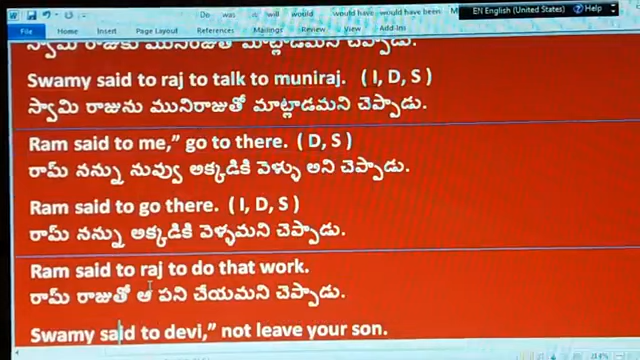 Do was will would would have would have been
EN English (United States) Help
File Home Insert Page Layout References Mailings Review View Add-Ins
స్వామి రాజుకు మునిరాజుతో మాట్లాడమని చెప్పాడు.
Swamy said to raj to talk to muniraj. ( I, D, S )
స్వామి రాజును మునిరాజుతో మాట్లాడమని చెప్పాడు.
Ram said to me,” go to there. ( D, S )
రామ్ నన్ను నువ్వు అక్కడికి వెళ్ళు అని చెప్పాడు.
Ram said to go there. ( I, D, S )
రామ్ నన్ను అక్కడికి వెళ్ళమని చెప్పాడు.
Ram said to raj to do that work.
రామ్ రాజుతో ఆ పని చేయమని చెప్పాడు.
Swamy said to devi,” not leave your son.